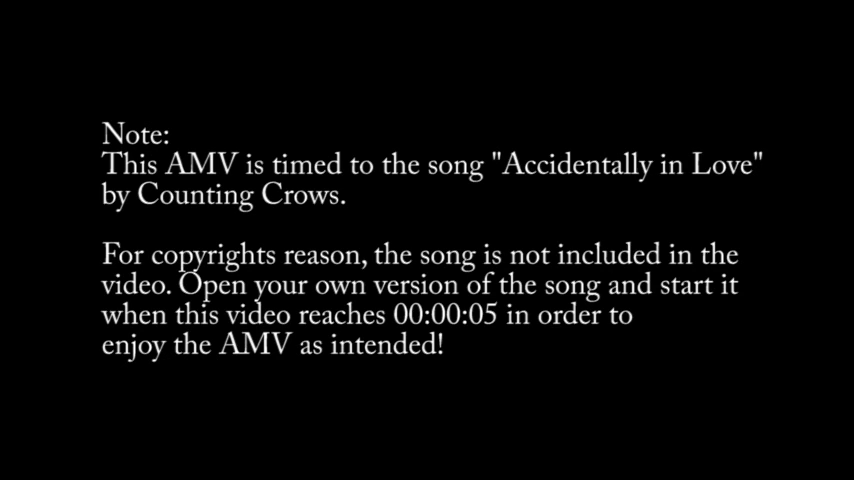 Note:
This AMV is timed to the song "Accidentally in Love"
by Counting Crows.
For copyrights reason, the song is not included in the
video. Open your own version of the song and start it
when this video reaches 00:00:05 in order to
enjoy the AMV as intended!